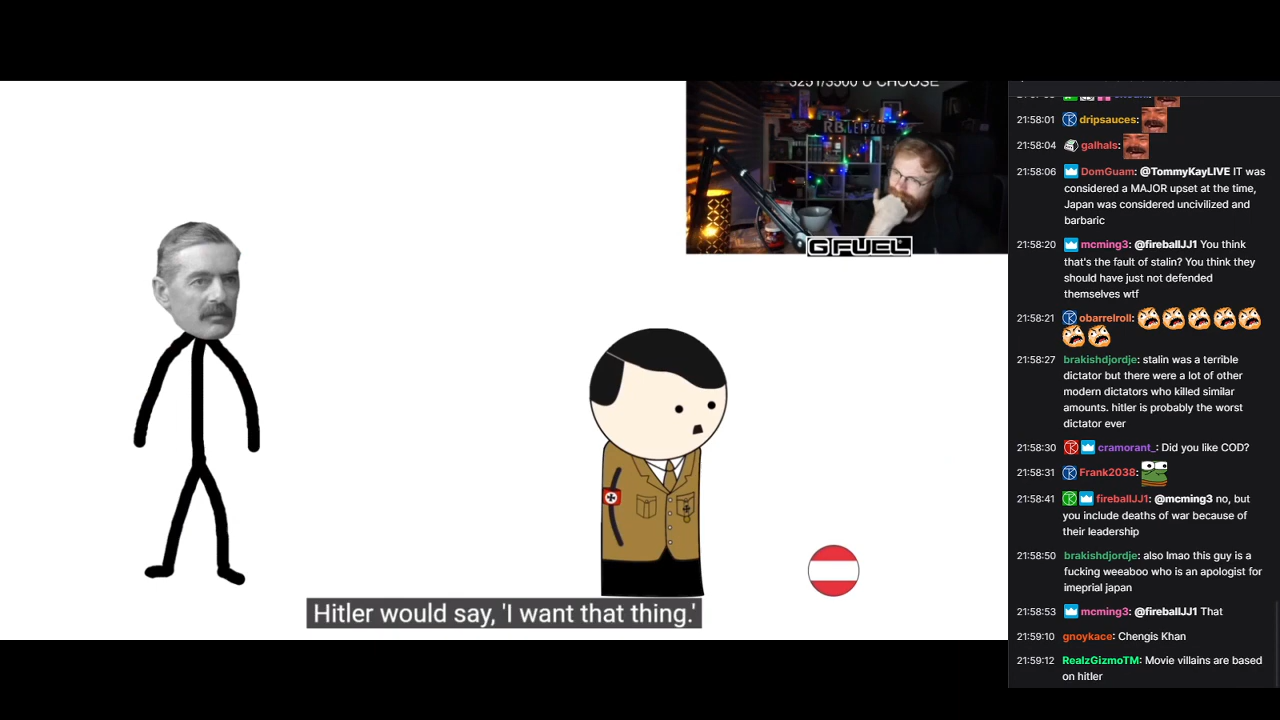 3251/3500 U CHOOSE
RB LEIPZIG
G FUEL
Hitler would say, 'I want that thing.'
21:58:01 dripsauces:
21:58:04 galhals:
21:58:06 DomGuam: @TommyKayLIVE IT was
considered a MAJOR upset at the time,
Japan was considered uncivilized and
barbaric
21:58:20 mcming3: @fireballJJ1 You think
that's the fault of stalin? You think they
should have just not defended
themselves wtf
21:58:21 obarrelroll:
21:58:27 brakishdjordje: stalin was a terrible
dictator but there were a lot of other
modern dictators who killed similar
amounts. hitler is probably the worst
dictator ever
21:58:30 cramorant_: Did you like COD?
21:58:31 Frank2038:
21:58:41 fireballJJ1: @mcming3 no, but
you include deaths of war because of
their leadership
21:58:50 brakishdjordje: also lmao this guy is a
fucking weeaboo who is an apologist for
imeprial japan
21:58:53 mcming3: @fireballJJ1 That
21:59:10 gnoykace: Chengis Khan
21:59:12 RealzGizmoTM: Movie villains are based
on hitler